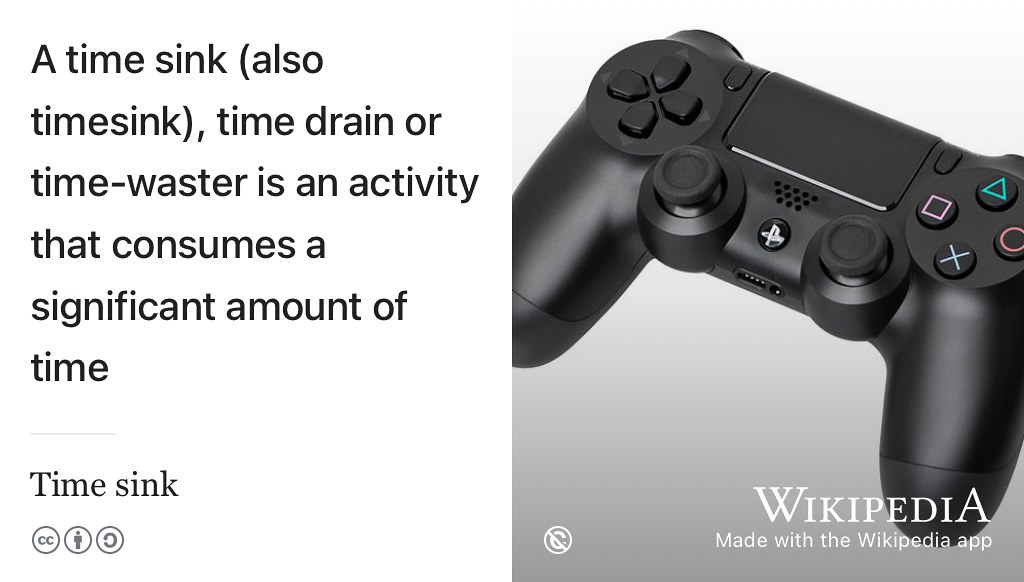 A time sink (also
timesink), time drain or
time-waster is an activity
that consumes a
significant amount of
time
Time sink
cc
WIKIPEDIA
Made with the Wikipedia app